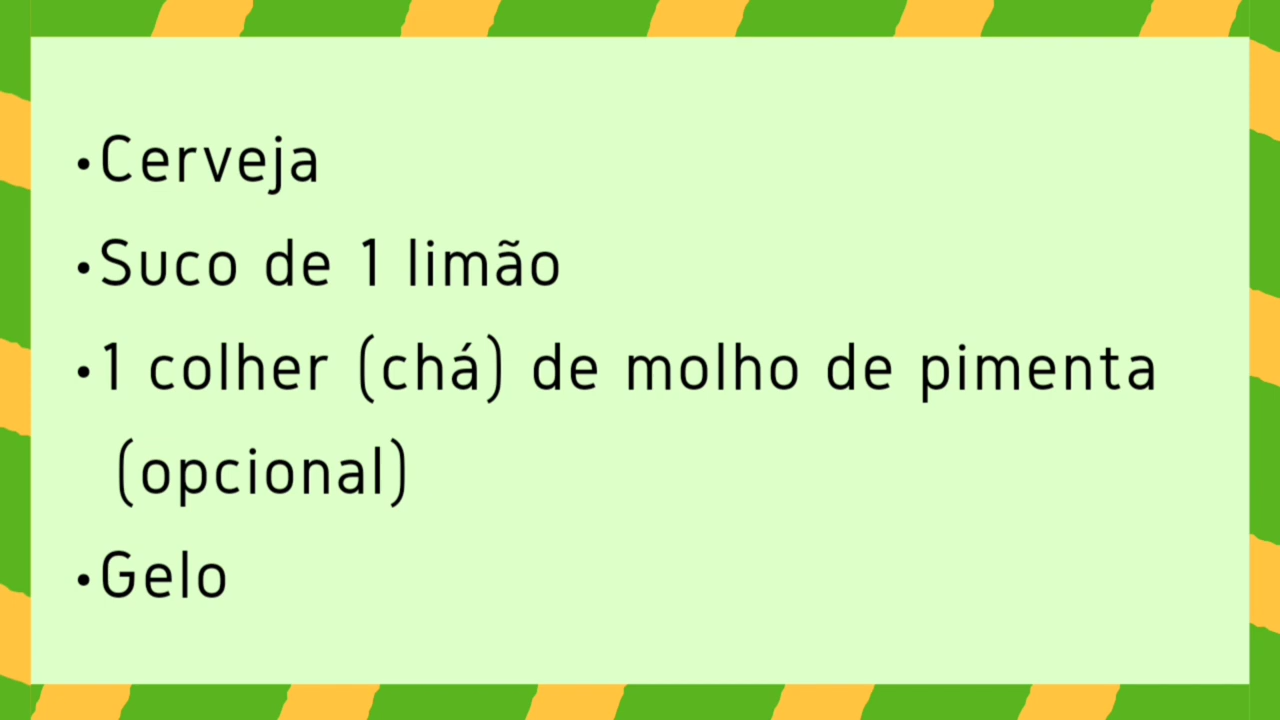 •Cerveja
•Suco de 1 limão
•1 colher (chá) de molho de pimenta
(opcional)
•Gelo